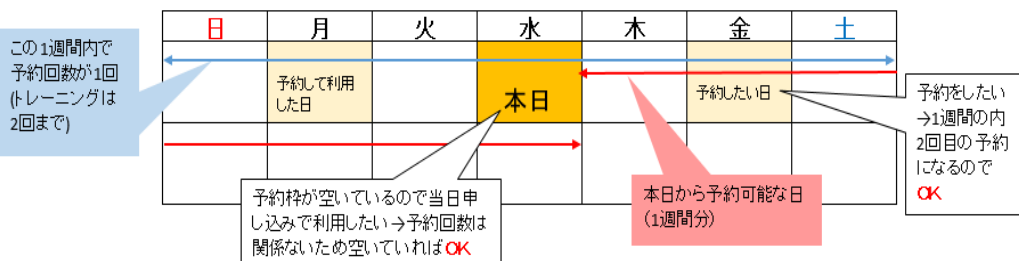 日 月 火 水 木 金 土
この1週間内で
予約回数が1回
(トレーニングは
2回まで)
予約して利用
した日
本日
予約したい日
予約をしたい
→1週間の内
2回目の予約
になるので
OK
予約枠が空いているので当日申
し込みで利用したい→予約回数は
関係ないため空いていればOK
本日から予約可能な日
(1週間分)